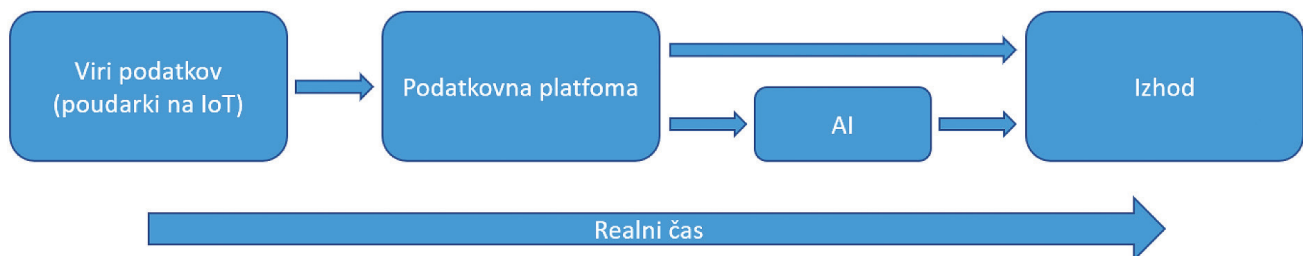 Viri podatkov
(poudarki na IoT)
Podatkovna platfoma
AI
Izhod
Realni čas